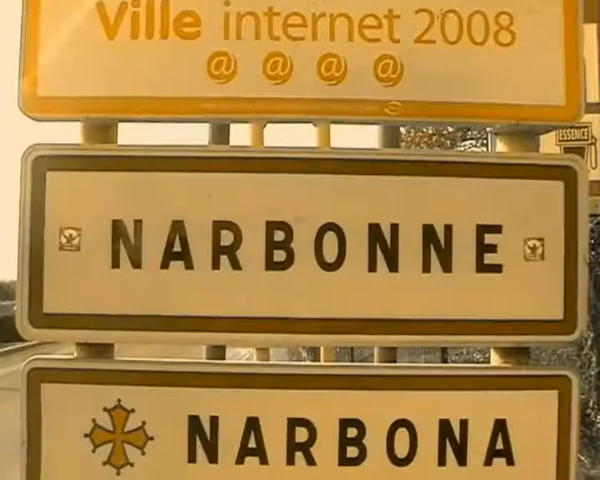 Ville internet 2008
@ @ @ @
ESSENCE
NARBONNE
NARBONA